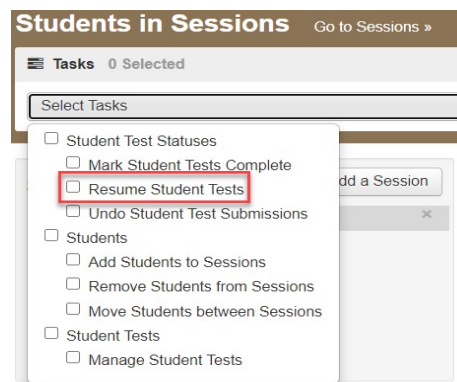 Students in Sessions Go to Sessions »
Tasks 0 Selected
Select Tasks
Student Test Statuses
Mark Student Tests Complete
Resume Student Tests
dd a Session
Undo Student Test Submissions
×
Students
Add Students to Sessions
Remove Students from Sessions
Move Students between Sessions
Student Tests
Manage Student Tests